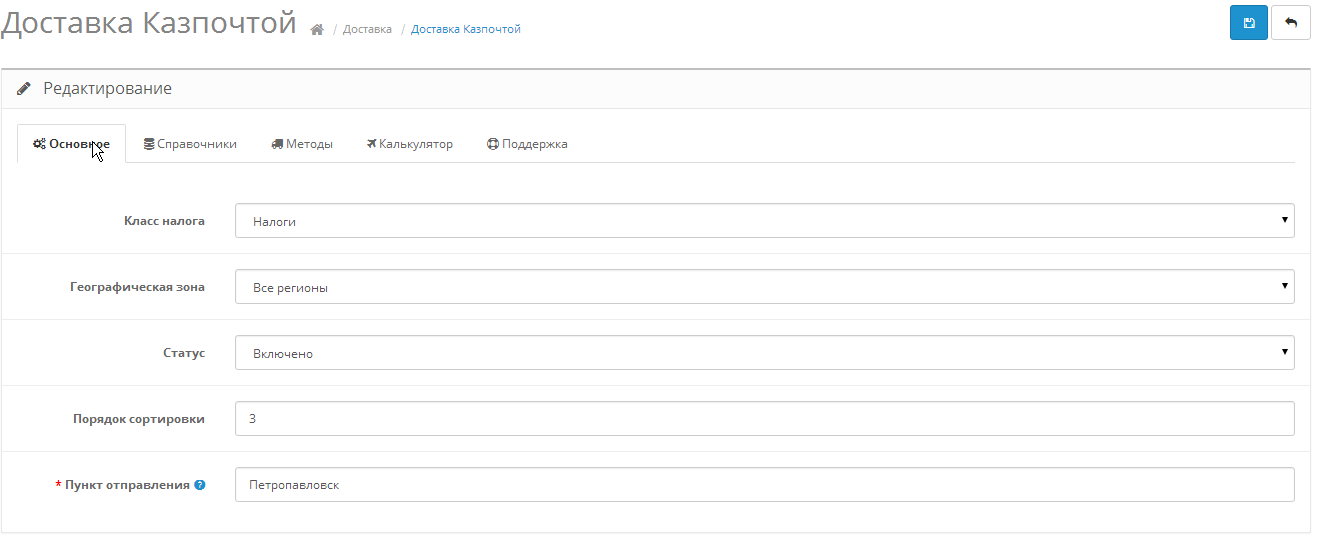 Доставка Казпочтой / Доставка / Доставка Казпочтой
Редактирование
Основное Справочники Методы Калькулятор Поддержка
Класс налога Налоги
Географическая зона Все регионы
Статус Включено
Порядок сортировки 3
* Пункт отправления ? Петропавловск